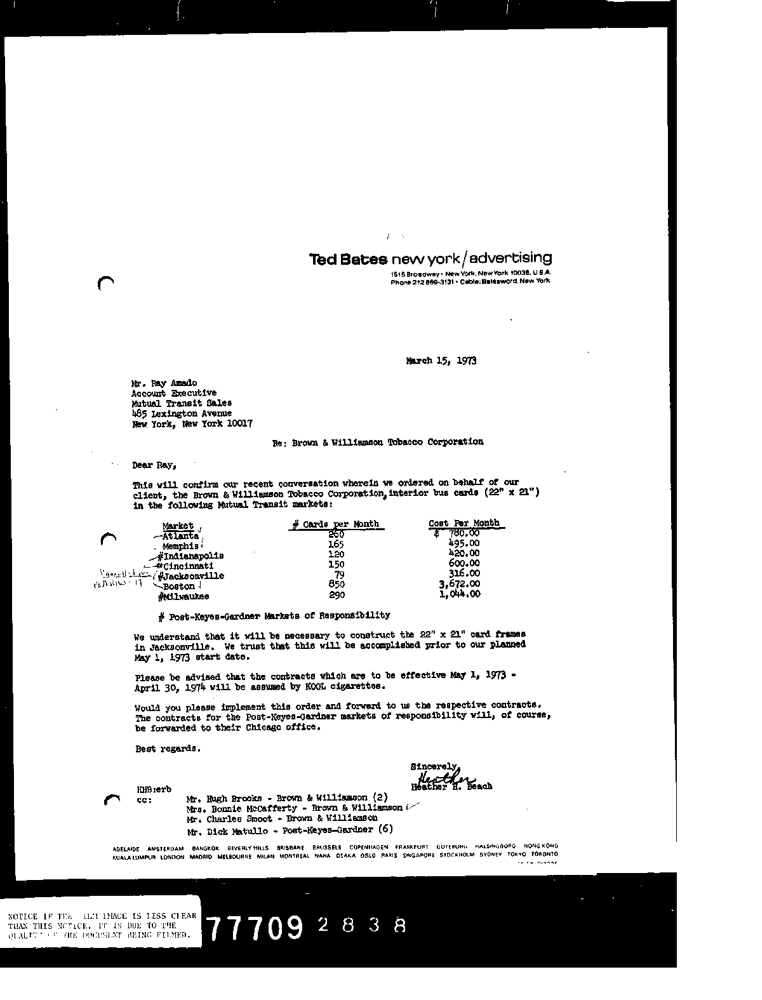 Ted Bates new york/advertising
1515 Broadway • New York, New York 10036, U.S.A.
Phone 212 869-3131 • Cable: Batesword, New York
March 15, 1973
Mr. Ray Amado
Account Executive
Mutual Transit Sales
485 Lexington Avenue
New York, New York 10017
Re: Brown & Williamson Tobacco Corporation
Dear Ray,
This will confirm our recent conversation wherein we ordered on behalf of our
client, the Brown & Williamson Tobacco Corporation, interior bus cards (22" x 21")
in the following Mutual Transit markets:
Market # Cards per Month Cost Per Month
Atlanta 260 $ 780.00
Memphis 165 495.00
#Indianapolis 120 420.00
#Cincinnati 150 600.00
#Jacksonville 79 316.00
Boston 850 3,672.00
#Milwaukee 290 1,044.00
# Post-Keyes-Gardner Markets of Responsibility
We understand that it will be necessary to construct the 22" x 21" card frames
in Jacksonville. We trust that this will be accomplished prior to our planned
May 1, 1973 start date.
Please be advised that the contracts which are to be effective May 1, 1973 -
April 30, 1974 will be assumed by KOOL cigarettes.
Would you please implement this order and forward to us the respective contracts.
The contracts for the Post-Keyes-Gardner markets of responsibility will, of course,
be forwarded to their Chicago office.
Best regards.
Sincerely,
Heather
Heather H. Beach
HHB:erb
cc: Mr. Hugh Brooks - Brown & Williamson (2)
Mrs. Bonnie McCafferty - Brown & Williamson
Mr. Charles Smoot - Brown & Williamson
Mr. Dick Matullo - Post-Keyes-Gardner (6)
ADELAIDE AMSTERDAM BANGKOK BEVERLY HILLS BRISBANE BRUSSELS COPENHAGEN FRANKFURT GOTEBORG HALSINGBORG HONG KONG
KUALA LUMPUR LONDON MADRID MELBOURNE MILAN MONTREAL NAHA OSAKA OSLO PARIS SINGAPORE STOCKHOLM SYDNEY TOKYO TORONTO
NOTICE IF THE FILM IMAGE IS LESS CLEAR
THAN THIS NOTICE, IT IS DUE TO THE
QUALITY OF THE DOCUMENT BEING FILMED.
77709 2838